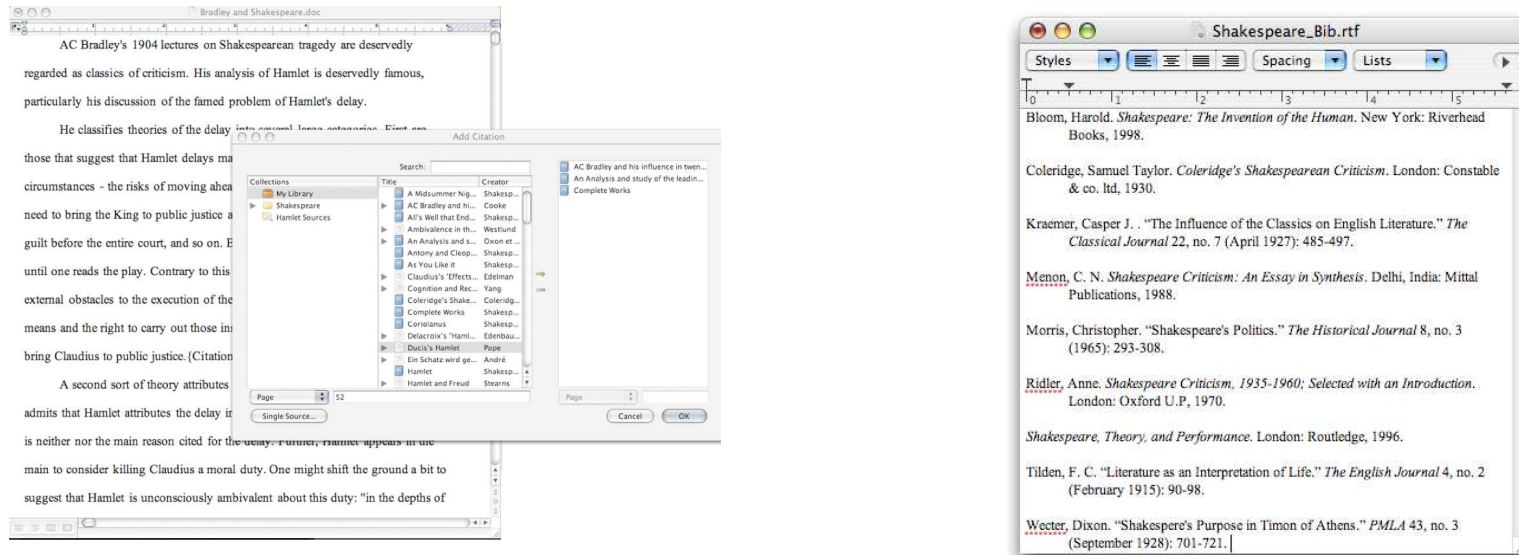 Bradley and Shakespeare.doc
AC Bradley's 1904 lectures on Shakespearean tragedy are deservedly
regarded as classics of criticism. His analysis of Hamlet is deservedly famous,
particularly his discussion of the famed problem of Hamlet's delay.
He classifies theories of the delay into several large categories. First are
those that suggest that Hamlet delays ma
circumstances - the risks of moving ahea
need to bring the King to public justice a
guilt before the entire court, and so on. E
until one reads the play. Contrary to this
external obstacles to the execution of the
means and the right to carry out those ins
bring Claudius to public justice.{Citation
A second sort of theory attributes
admits that Hamlet attributes the delay in
is neither nor the main reason cited for the delay. Further, Hamlet appears in the
main to consider killing Claudius a moral duty. One might shift the ground a bit to
suggest that Hamlet is unconsciously ambivalent about this duty: "in the depths of
Add Citation
Search:
Collections
My Library
Shakespeare
Hamlet Sources
Title Creator
A Midsummer Nig... Shakesp...
AC Bradley and hi... Cooke
All's Well that End... Shakesp...
Ambivalence in th... Westlund
An Analysis and s... Oxon et ...
Antony and Cleop... Shakesp...
As You Like it Shakesp...
Claudius's 'Effects... Edelman
Cognition and Rec... Yang
Coleridge's Shake... Coleridg...
Complete Works Shakesp...
Coriolanus Shakesp...
Delacroix's "Haml... Edenbau...
Ducis's Hamlet Pope
Ein Schatz wird ge... André
Hamlet Shakesp...
Hamlet and Freud Stearns
AC Bradley and his influence in twen...
An Analysis and study of the leadin...
Complete Works
Page 52
Page
Single Source...
Cancel OK
Shakespeare_Bib.rtf
Styles Spacing Lists
0 1 2 3 4 5
Bloom, Harold. Shakespeare: The Invention of the Human. New York: Riverhead
Books, 1998.
Coleridge, Samuel Taylor. Coleridge's Shakespearean Criticism. London: Constable
& co. ltd, 1930.
Kraemer, Casper J. . “The Influence of the Classics on English Literature.” The
Classical Journal 22, no. 7 (April 1927): 485-497.
Menon, C. N. Shakespeare Criticism: An Essay in Synthesis. Delhi, India: Mittal
Publications, 1988.
Morris, Christopher. “Shakespeare's Politics.” The Historical Journal 8, no. 3
(1965): 293-308.
Ridler, Anne. Shakespeare Criticism, 1935-1960; Selected with an Introduction.
London: Oxford U.P, 1970.
Shakespeare, Theory, and Performance. London: Routledge, 1996.
Tilden, F. C. “Literature as an Interpretation of Life.” The English Journal 4, no. 2
(February 1915): 90-98.
Wecter, Dixon. “Shakespere's Purpose in Timon of Athens.” PMLA 43, no. 3
(September 1928): 701-721.